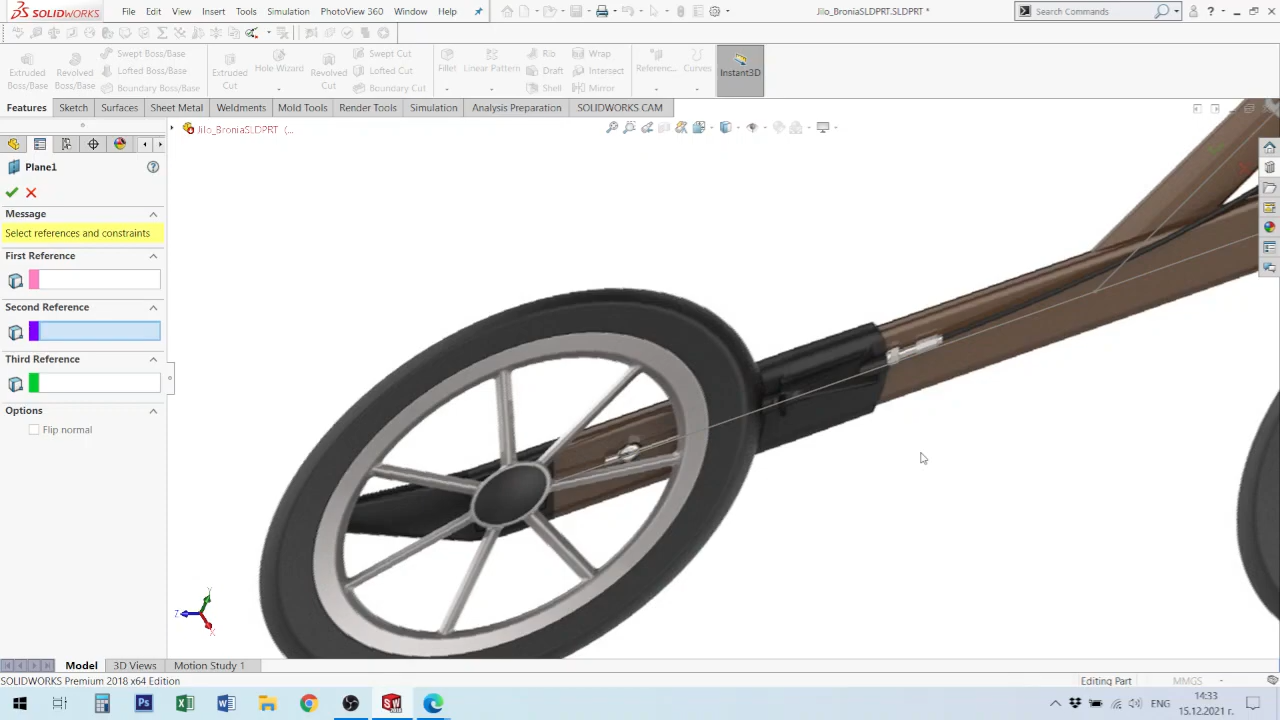 SOLIDWORKS File Edit View Insert Tools Simulation PhotoView 360 Window Help Jilo_BroniaSLDPRT.SLDPRT * Search Commands
Extruded Boss/Base
Revolved Boss/Base
Swept Boss/Base
Lofted Boss/Base
Boundary Boss/Base
Extruded Cut
Hole Wizard
Revolved Cut
Swept Cut
Lofted Cut
Boundary Cut
Fillet
Linear Pattern
Rib
Draft
Shell
Wrap
Intersect
Mirror
Referenc...
Curves
Instant3D
Features Sketch Surfaces Sheet Metal Weldments Mold Tools Render Tools Simulation Analysis Preparation SOLIDWORKS CAM
Jilo_BroniaSLDPRT (...
Plane1
Message
Select references and constraints
First Reference
Second Reference
Third Reference
Options
Flip normal
Y
Z
X
Model 3D Views Motion Study 1
SOLIDWORKS Premium 2018 x64 Edition Editing Part MMGS
ЕНГ 14:33
15.12.2021 г.